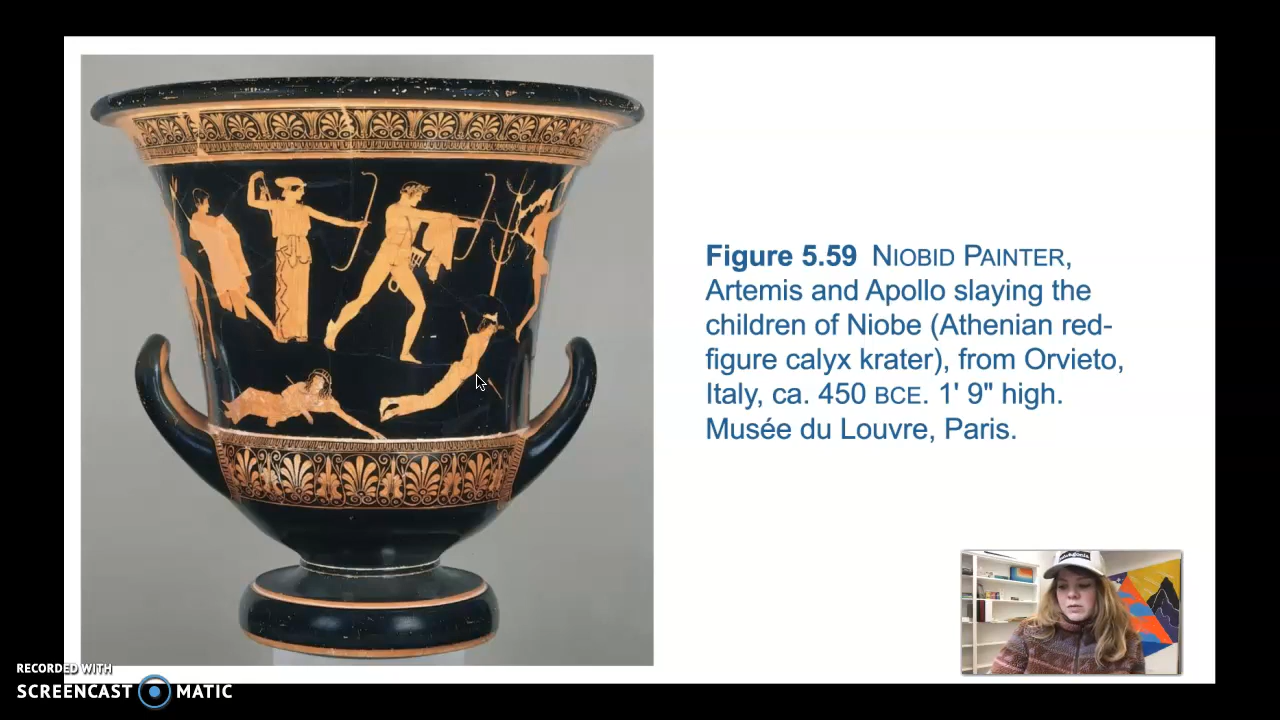 Figure 5.59 NIOBID PAINTER,
Artemis and Apollo slaying the
children of Niobe (Athenian red-
figure calyx krater), from Orvieto,
Italy, ca. 450 BCE. 1' 9" high.
Musée du Louvre, Paris.
RECORDED WITH
SCREENCAST MATIC